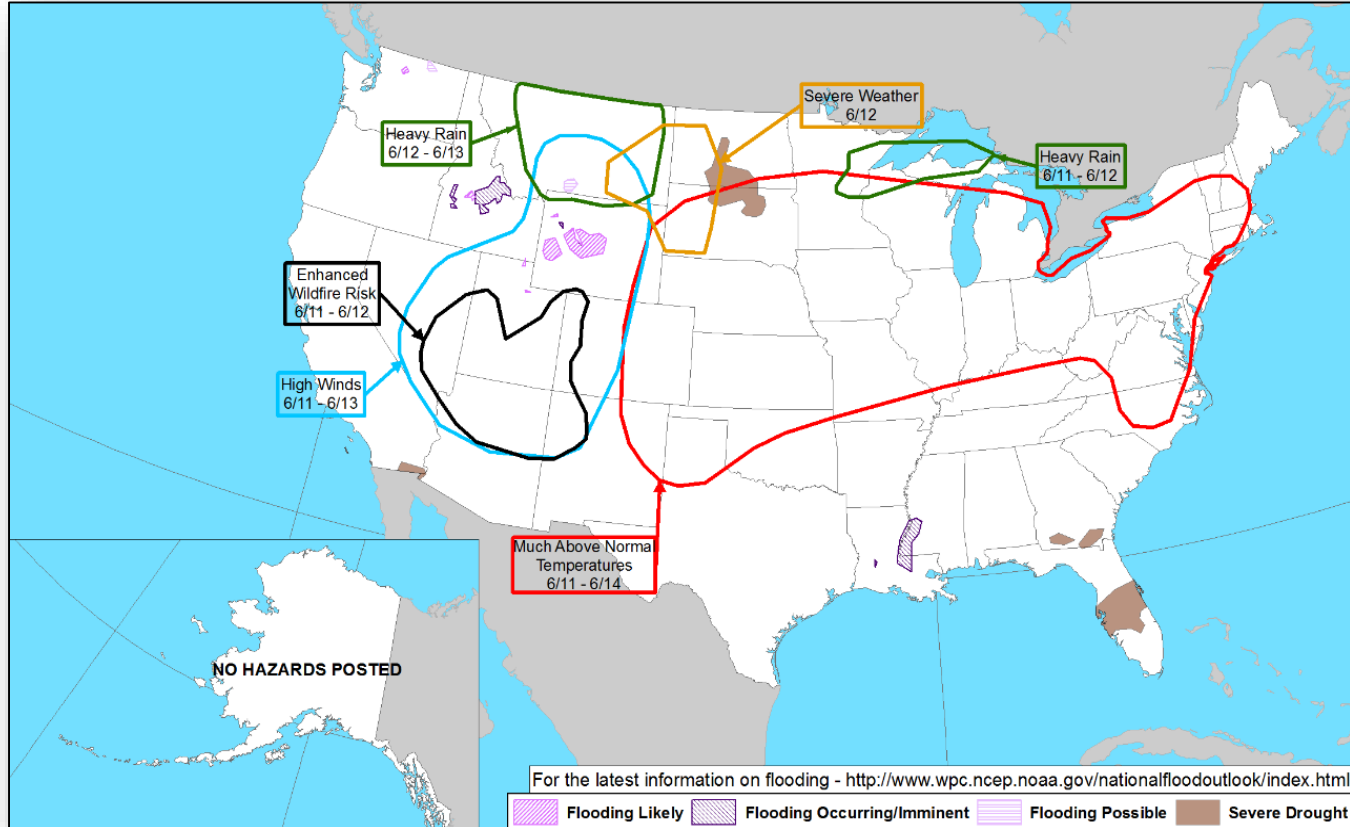 Severe Weather
6/12
Heavy Rain
6/12 - 6/13
Heavy Rain
6/11 - 6/12
Enhanced
Wildfire Risk
6/11 - 6/12
High Winds
6/11 - 6/13
Much Above Normal
Temperatures
6/11 - 6/14
NO HAZARDS POSTED
For the latest information on flooding - http://www.wpc.ncep.noaa.gov/nationalfloodoutlook/index.html
Flooding Likely Flooding Occurring/Imminent Flooding Possible Severe Drought